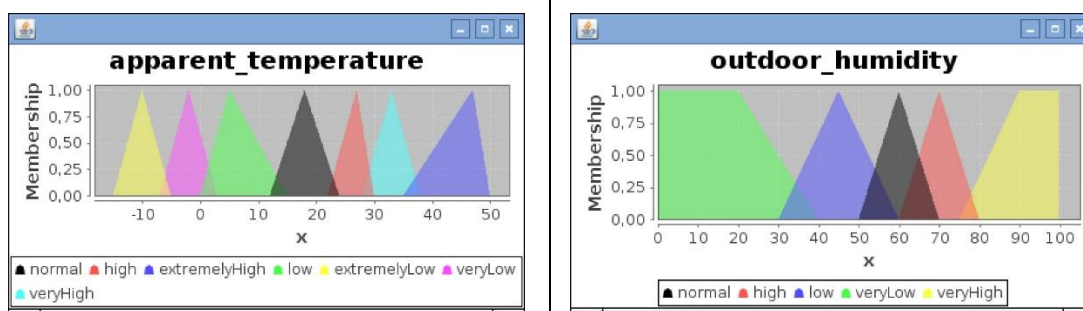 apparent_temperature
Membership
1,00
0,75
0,50
0,25
0,00
-10 0 10 20 30 40 50
x
normal high extremelyHigh low extremelyLow veryLow
veryHigh
outdoor_humidity
Membership
1,00
0,75
0,50
0,25
0,00
0 10 20 30 40 50 60 70 80 90 100
x
normal high low veryLow veryHigh